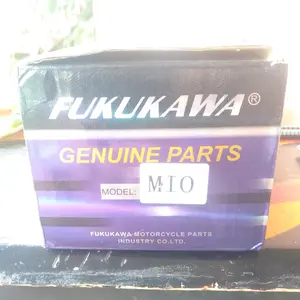 FUKUKAWA®
GENUINE PARTS
MODEL: MIO
FUKUKAWA MOTORCYCLE PARTS
INDUSTRY CO.LTD.